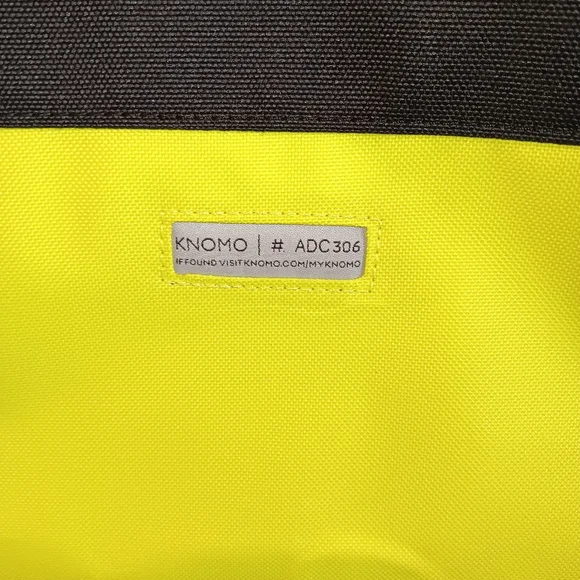 KNOMO | # ADC306
IF FOUND VISIT KNOMO.COM/MYKNOMO